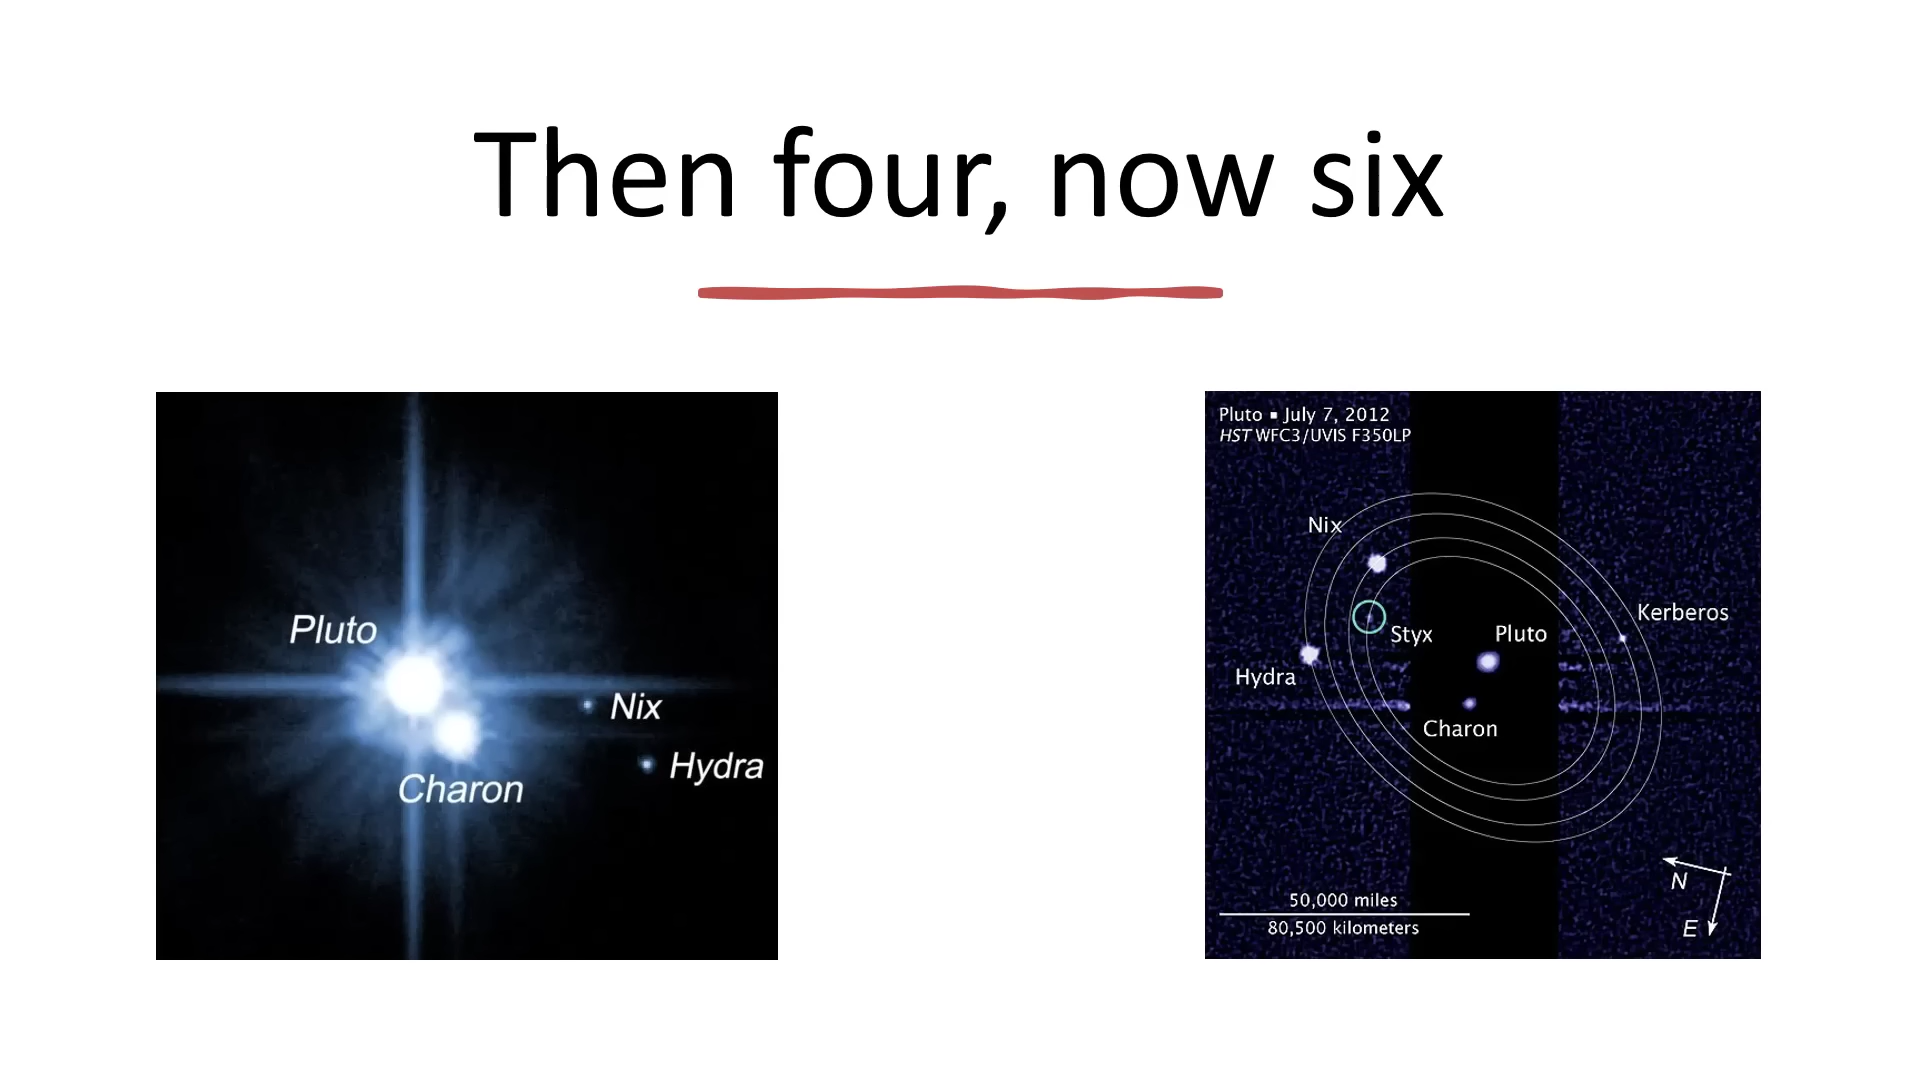 Then four, now six
Pluto
Nix
Hydra
Charon
Pluto ▪ July 7, 2012
HST WFC3/UVIS F350LP
Nix
Kerberos
Styx
Pluto
Hydra
Charon
N
E
50,000 miles
80,500 kilometers